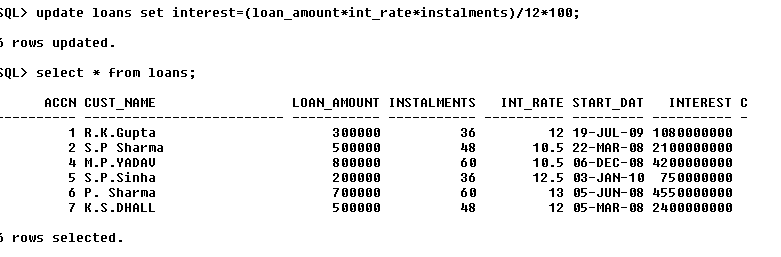 SQL> update loans set interest=(loan_amount*int_rate*instalments)/12*100;
6 rows updated.
SQL> select * from loans;
ACCN CUST_NAME LOAN_AMOUNT INSTALMENTS INT_RATE START_DAT INTEREST C
---------- ------------------------------ ----------- ----------- ---------- --------- ---------- -
1 R.K.Gupta 300000 36 12 19-JUL-09 1080000000
2 S.P Sharma 500000 48 10.5 22-MAR-08 2100000000
4 M.P.YADAV 800000 60 10.5 06-DEC-08 4200000000
5 S.P.Sinha 200000 36 12.5 03-JAN-10 750000000
6 P. Sharma 700000 60 13 05-JUN-08 4550000000
7 K.S.DHALL 500000 48 12 05-MAR-08 2400000000
6 rows selected.